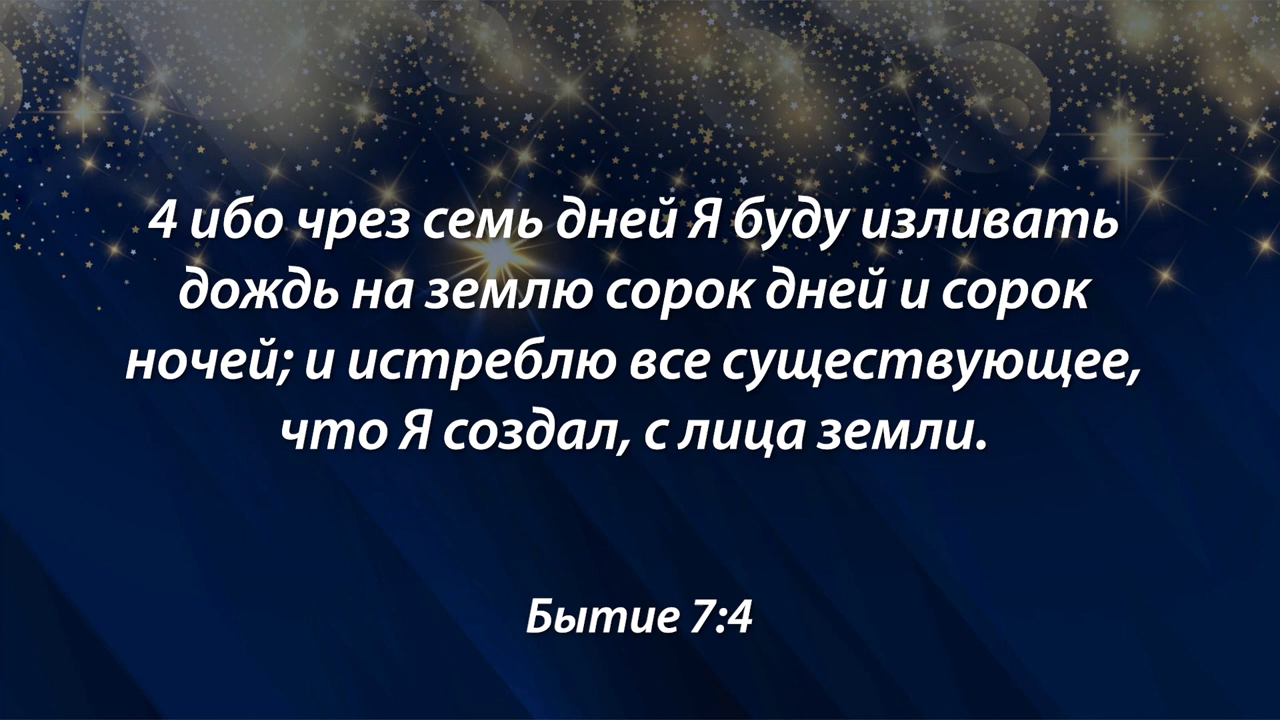 4 ибо чрез семь дней Я буду изливать
дождь на землю сорок дней и сорок
ночей; и истреблю все существующее,
что Я создал, с лица земли.
Бытие 7:4